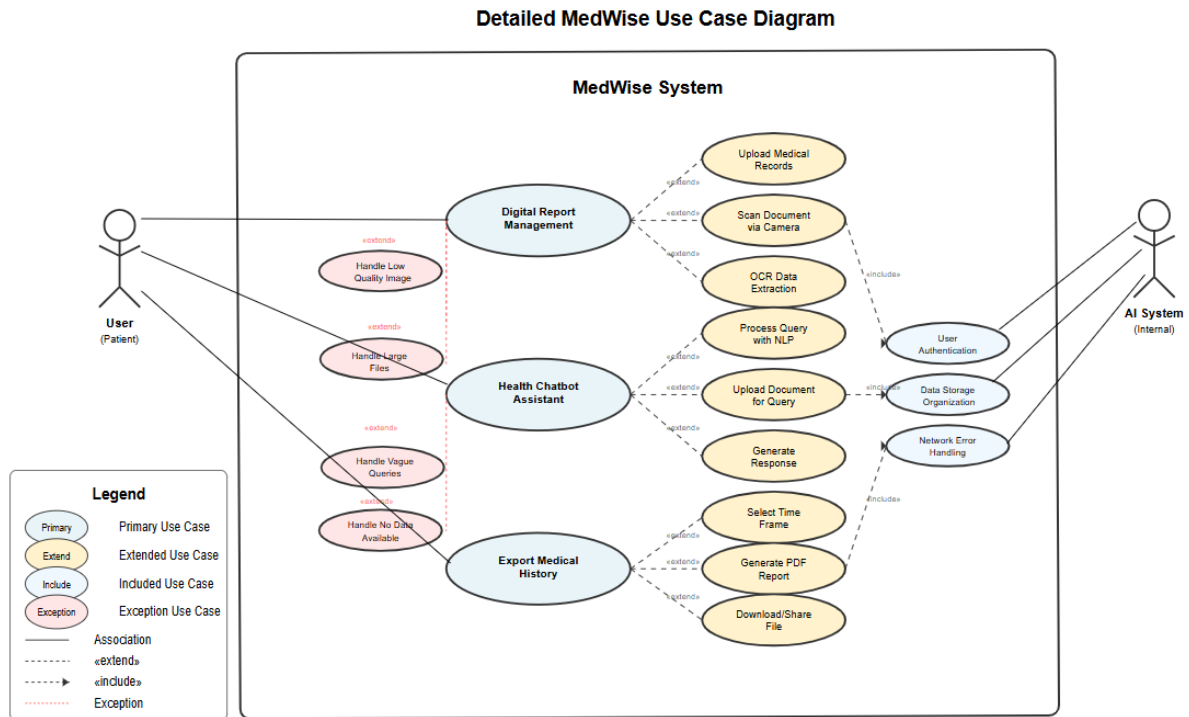 Detailed MedWise Use Case Diagram
MedWise System
Upload Medical
Records
«extend»
Digital Report
Management
«extend»
Scan Document
via Camera
«extend»
OCR Data
Extraction
«extend»
Handle Low
Quality Image
«include»
User
(Patient)
AI System
(Internal)
«extend»
Handle Large
Files
Process Query
with NLP
«extend»
User
Authentication
Health Chatbot
Assistant
«extend»
Upload Document
for Query
«include»
Data Storage
Organization
«extend»
Generate
Response
Network Error
Handling
«extend»
Handle Vague
Queries
«extend»
Handle No Data
Available
«include»
Select Time
Frame
«extend»
Export Medical
History
«extend»
Generate PDF
Report
«extend»
Download/Share
File
Legend
Primary
Primary Use Case
Extend
Extended Use Case
Include
Included Use Case
Exception
Exception Use Case
Association
«extend»
«include»
Exception